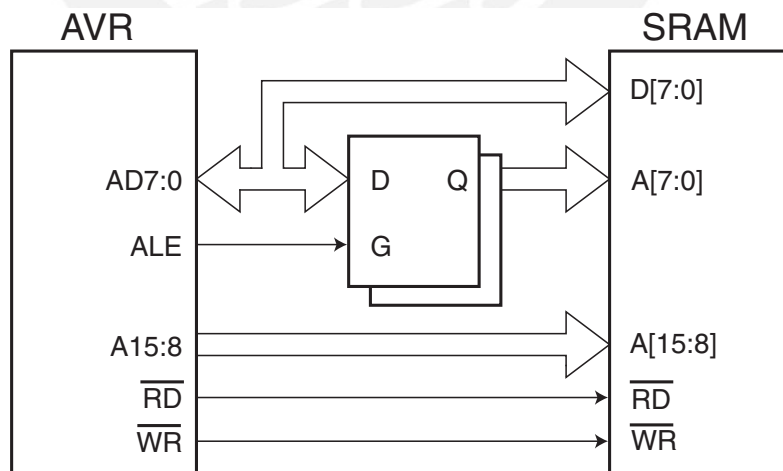 AVR
SRAM
D[7:0]
AD7:0
D
Q
A[7:0]
ALE
G
A15:8
A[15:8]
RD
RD
WR
WR